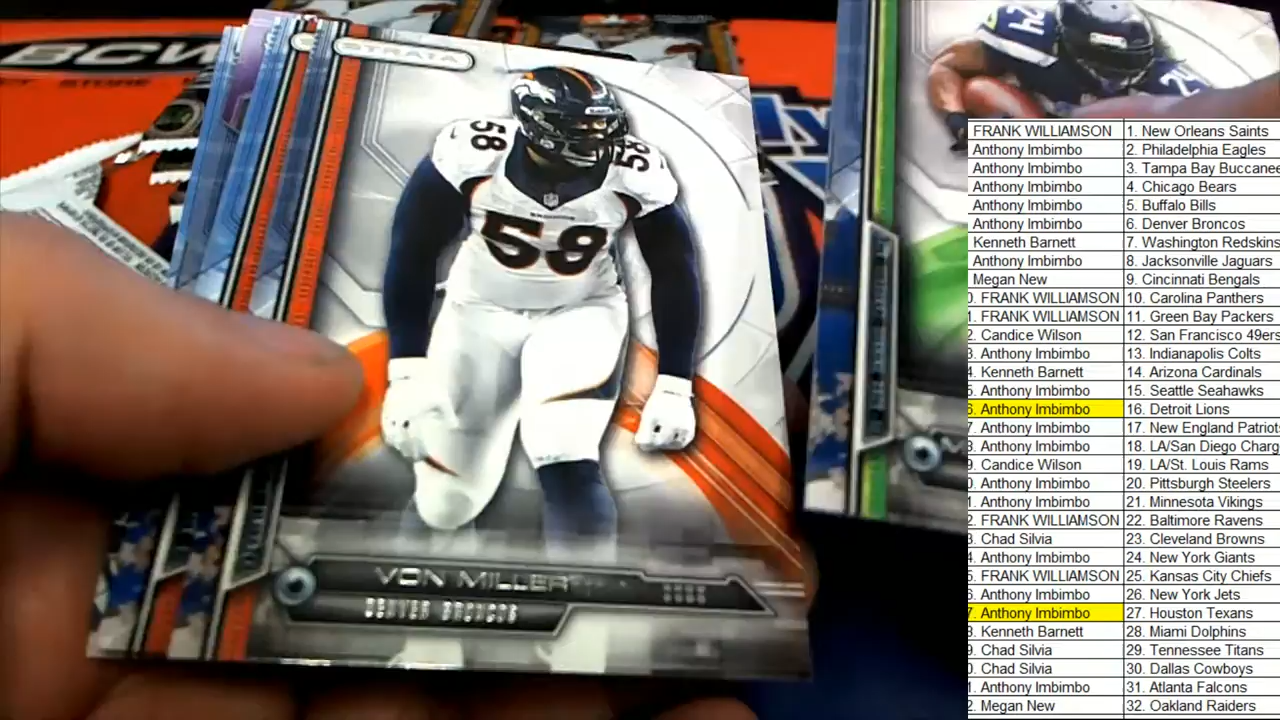 BCW
STRATA
58
58
58
VON MILLER
DENVER BRONCOS
24
FRANK WILLIAMSON 1. New Orleans Saints
Anthony Imbimbo 2. Philadelphia Eagles
Anthony Imbimbo 3. Tampa Bay Buccanee
Anthony Imbimbo 4. Chicago Bears
Anthony Imbimbo 5. Buffalo Bills
Anthony Imbimbo 6. Denver Broncos
Kenneth Barnett 7. Washington Redskins
Anthony Imbimbo 8. Jacksonville Jaguars
Megan New 9. Cincinnati Bengals
0. FRANK WILLIAMSON 10. Carolina Panthers
1. FRANK WILLIAMSON 11. Green Bay Packers
2. Candice Wilson 12. San Francisco 49ers
3. Anthony Imbimbo 13. Indianapolis Colts
4. Kenneth Barnett 14. Arizona Cardinals
5. Anthony Imbimbo 15. Seattle Seahawks
6. Anthony Imbimbo 16. Detroit Lions
7. Anthony Imbimbo 17. New England Patriots
8. Anthony Imbimbo 18. LA/San Diego Charg
9. Candice Wilson 19. LA/St. Louis Rams
0. Anthony Imbimbo 20. Pittsburgh Steelers
1. Anthony Imbimbo 21. Minnesota Vikings
2. FRANK WILLIAMSON 22. Baltimore Ravens
3. Chad Silvia 23. Cleveland Browns
4. Anthony Imbimbo 24. New York Giants
5. FRANK WILLIAMSON 25. Kansas City Chiefs
6. Anthony Imbimbo 26. New York Jets
7. Anthony Imbimbo 27. Houston Texans
8. Kenneth Barnett 28. Miami Dolphins
9. Chad Silvia 29. Tennessee Titans
0. Chad Silvia 30. Dallas Cowboys
1. Anthony Imbimbo 31. Atlanta Falcons
2. Megan New 32. Oakland Raiders